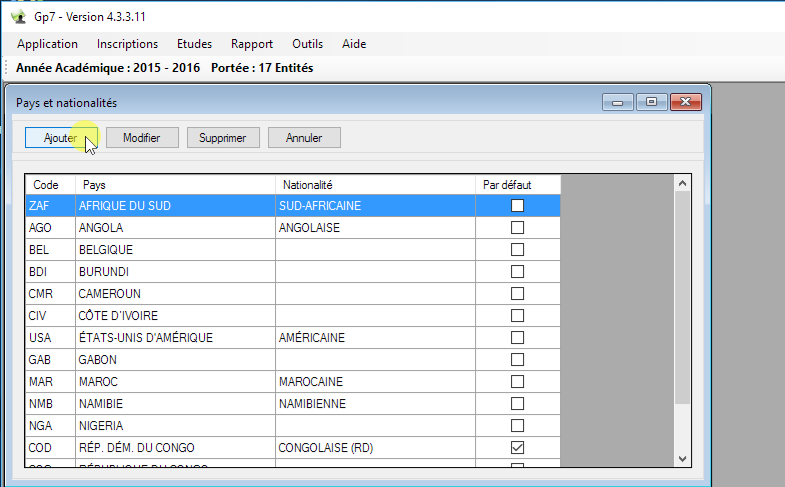 Gp7 - Version 4.3.3.11
Application Inscriptions Etudes Rapport Outils Aide
Année Académique : 2015 - 2016 Portée : 17 Entités
Pays et nationalités
Ajouter Modifier Supprimer Annuler
Code Pays Nationalité Par défaut
ZAF AFRIQUE DU SUD SUD-AFRICAINE
AGO ANGOLA ANGOLAISE
BEL BELGIQUE
BDI BURUNDI
CMR CAMEROUN
CIV CÔTE D'IVOIRE
USA ÉTATS-UNIS D'AMÉRIQUE AMÉRICAINE
GAB GABON
MAR MAROC MAROCAINE
NMB NAMIBIE NAMIBIENNE
NGA NIGERIA
COD RÉP. DÉM. DU CONGO CONGOLAISE (RD)
RÉPUBLIQUE DU CONGO